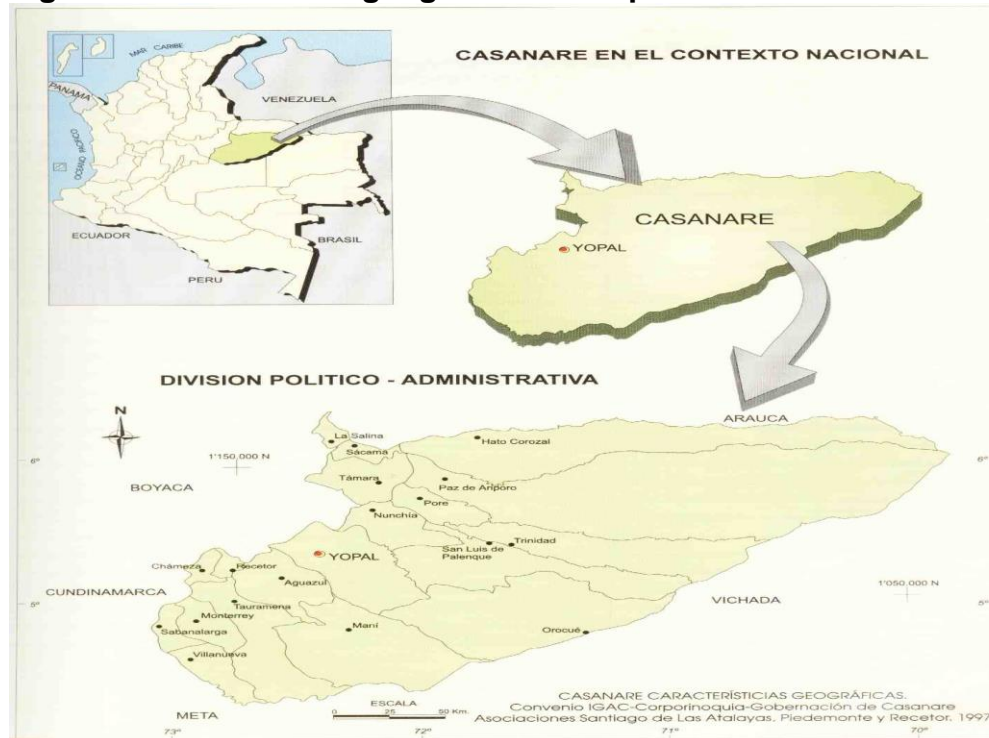 MAR CARIBE
CASANARE EN EL CONTEXTO NACIONAL
PANAMA
VENEZUELA
ECUADOR
BRASIL
PERU
CASANARE
YOPAL
DIVISION POLITICO - ADMINISTRATIVA
N
ARAUCA
La Salina
Hato Corozal
Sácama
6°
1'150.000 N
6°
BOYACA
Támara
Paz de Ariporo
Pore
Nunchía
Trinidad
San Luis de
Palenque
YOPAL
Chámeza
Recetor
Aguazul
1°050.000 N
CUNDINAMARCA
VICHADA
5°
5°
Tauramena
Monterrey
Sabanalarga
Maní
Orocué
Villanueva
META
ESCALA
0 25 50 Km.
CASANARE CARACTERÍSTICIAS GEOGRÁFICAS.
Convenio IGAC-Corporinoquia-Gobernación de Casanare
Asociaciones Santiago de Las Atalayas, Piedemonte y Recetor. 1997
73°
72°
71°
70°